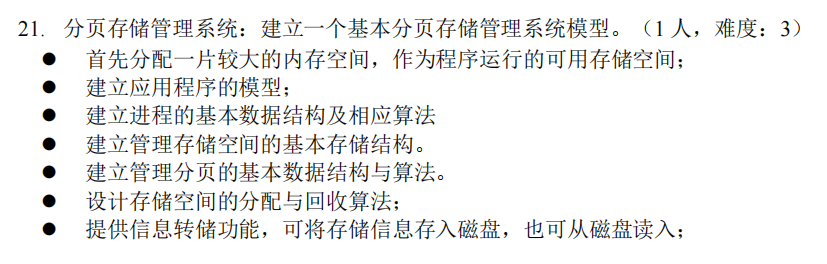 21. 分页存储管理系统：建立一个基本分页存储管理系统模型。（1 人，难度：3）
● 首先分配一片较大的内存空间，作为程序运行的可用存储空间；
● 建立应用程序的模型；
● 建立进程的基本数据结构及相应算法
● 建立管理存储空间的基本存储结构。
● 建立管理分页的基本数据结构与算法。
● 设计存储空间的分配与回收算法；
● 提供信息转储功能，可将存储信息存入磁盘，也可从磁盘读入；